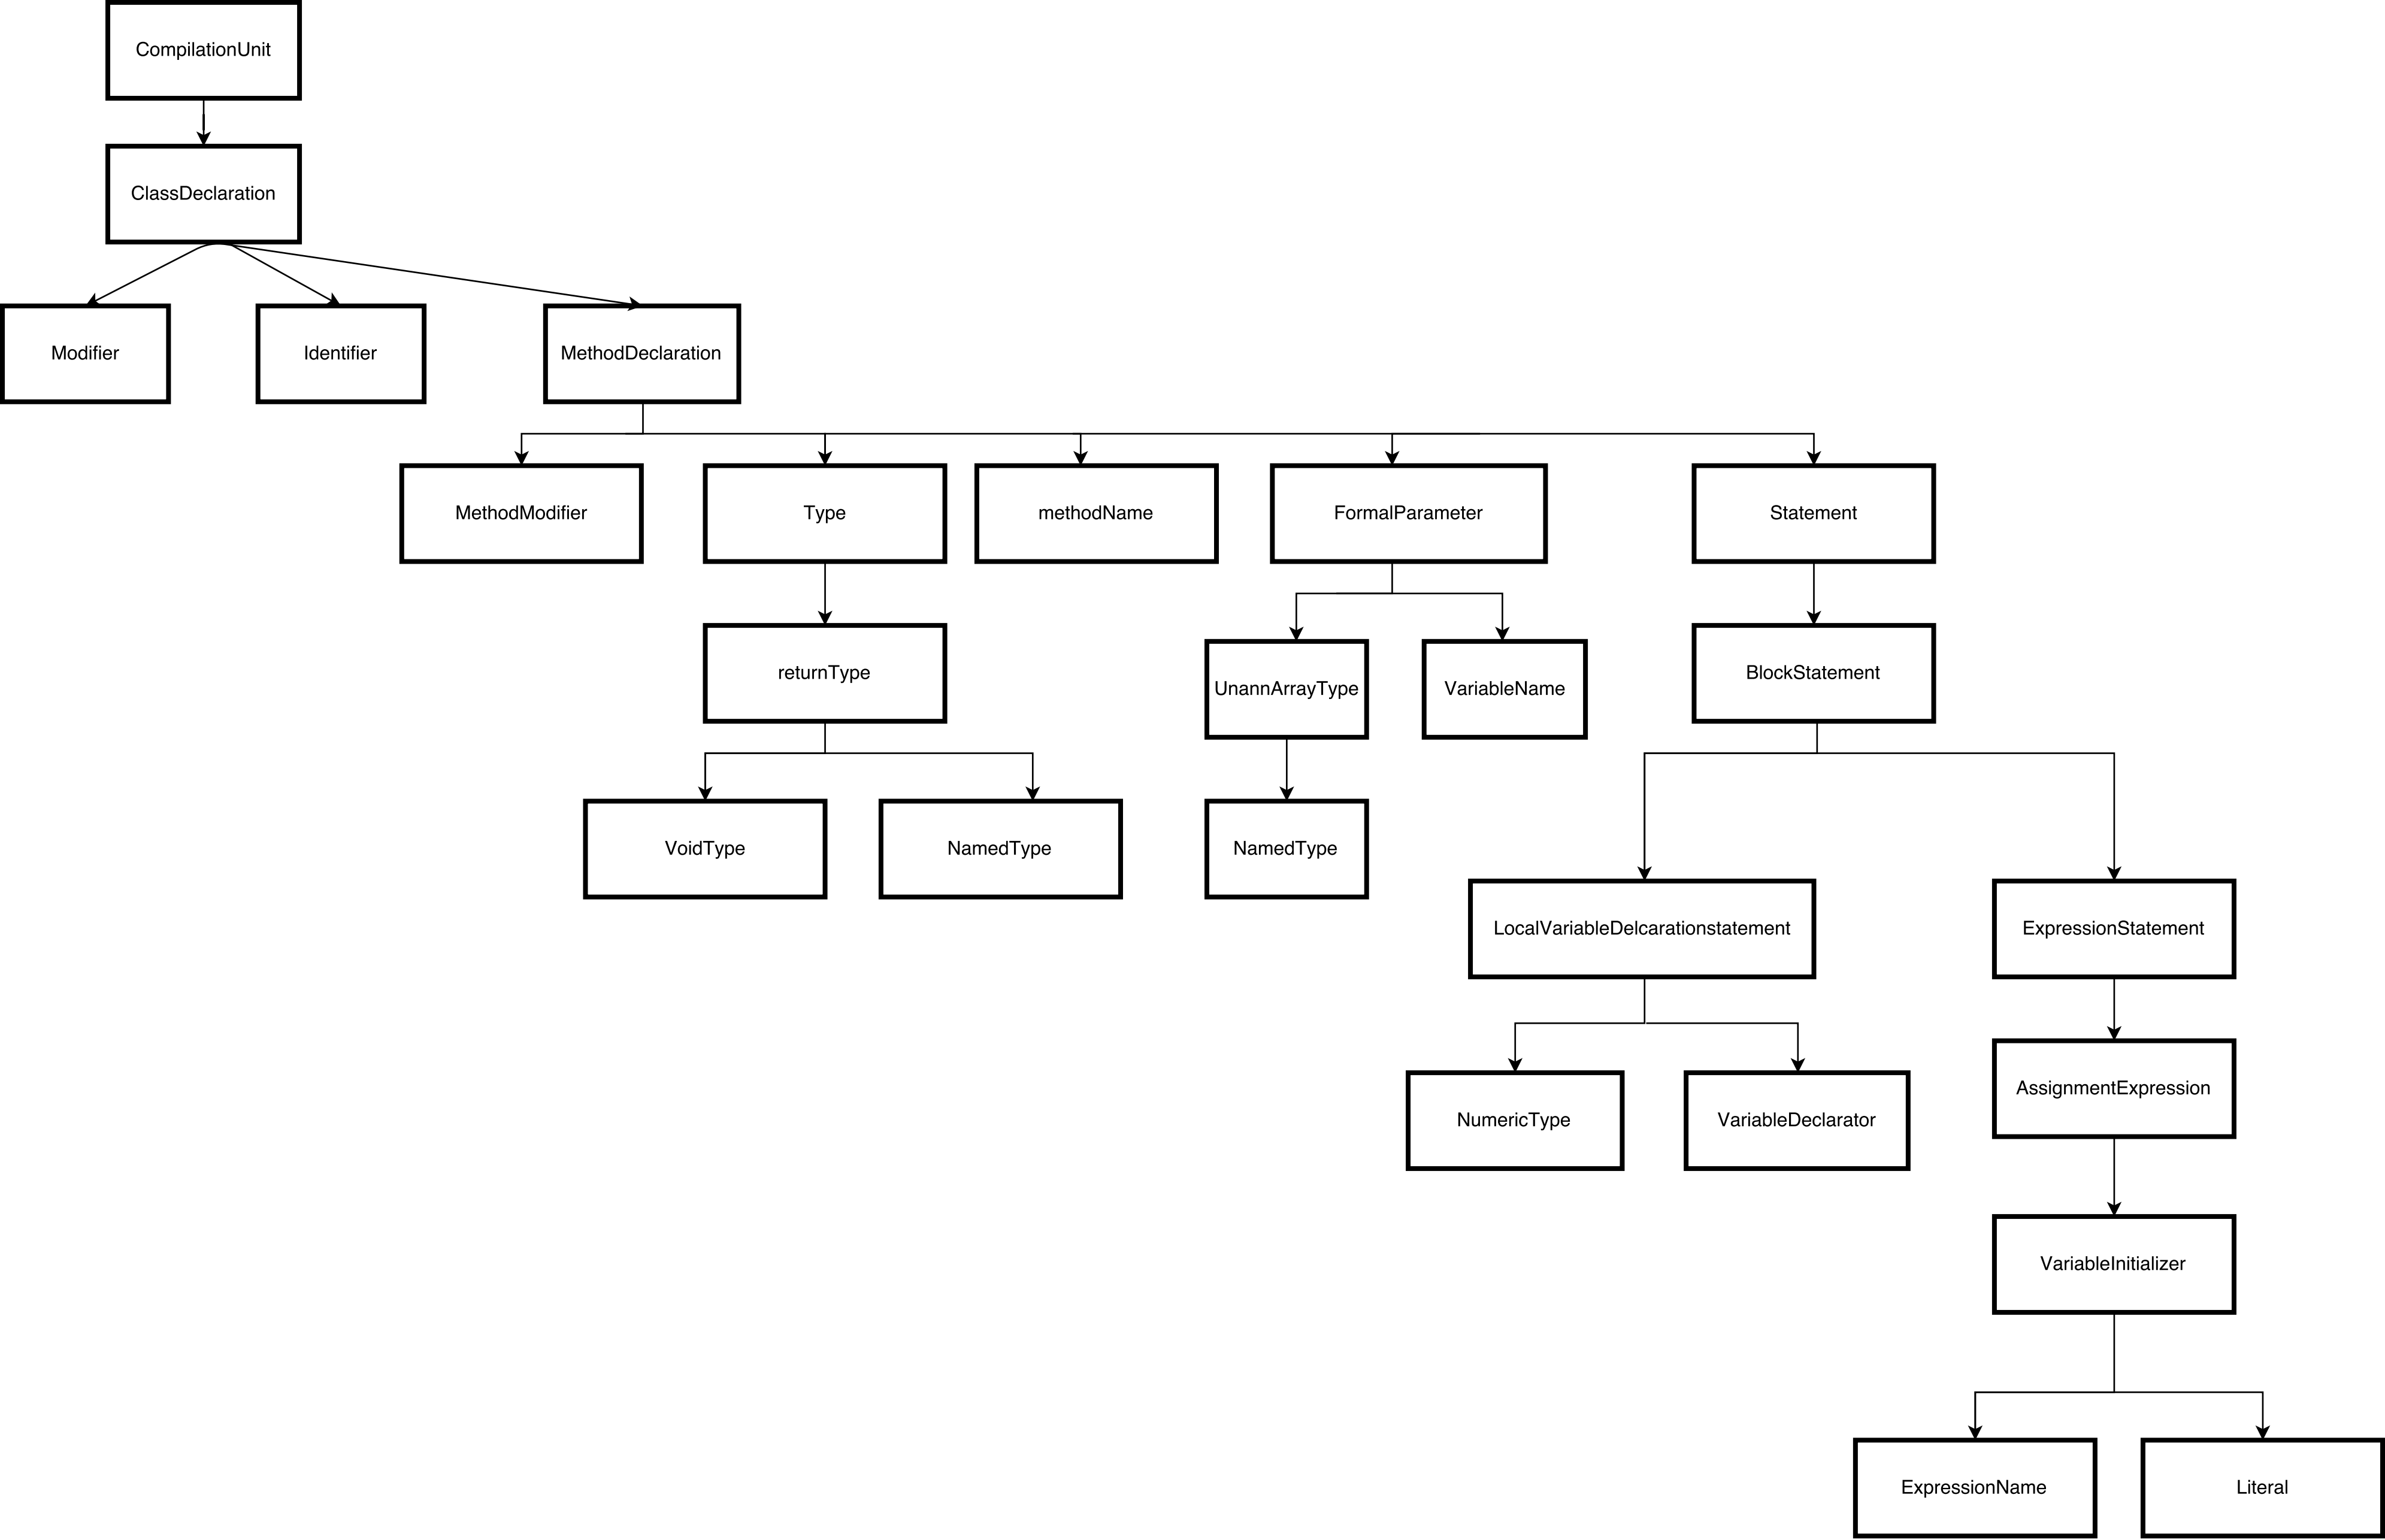 CompilationUnit
ClassDeclaration
Modifier
Identifier
MethodDeclaration
MethodModifier
Type
methodName
FormalParameter
Statement
returnType
UnannArrayType
VariableName
BlockStatement
VoidType
NamedType
NamedType
LocalVariableDelcarationstatement
ExpressionStatement
AssignmentExpression
NumericType
VariableDeclarator
VariableInitializer
ExpressionName
Literal